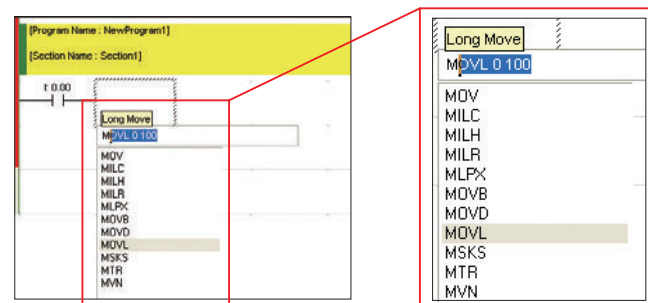 [Program Name : NewProgram1]
[Section Name : Section1]
I: 0.00
Long Move
MOVL 0 100
MOV
MILC
MILH
MILR
MLPX
MOVB
MOVD
MOVL
MSKS
MTR
MVN
Long Move
MOVL 0 100
MOV
MILC
MILH
MILR
MLPX
MOVB
MOVD
MOVL
MSKS
MTR
MVN